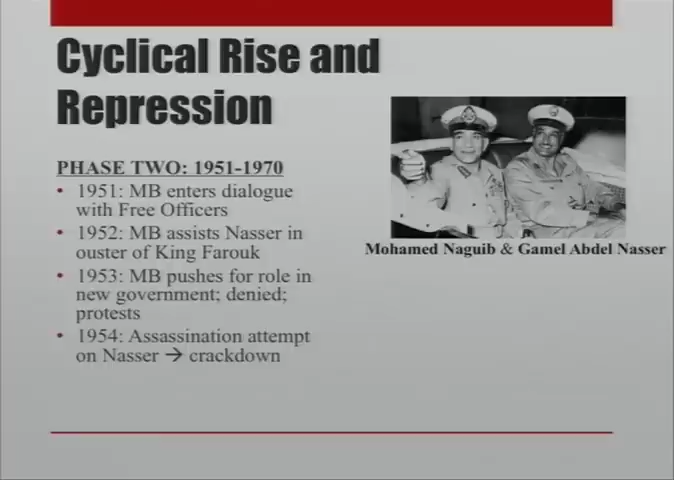 Cyclical Rise and
Repression
PHASE TWO: 1951-1970
• 1951: MB enters dialogue
with Free Officers
• 1952: MB assists Nasser in
ouster of King Farouk
• 1953: MB pushes for role in
new government; denied;
protests
• 1954: Assassination attempt
on Nasser → crackdown
Mohamed Naguib & Gamel Abdel Nasser